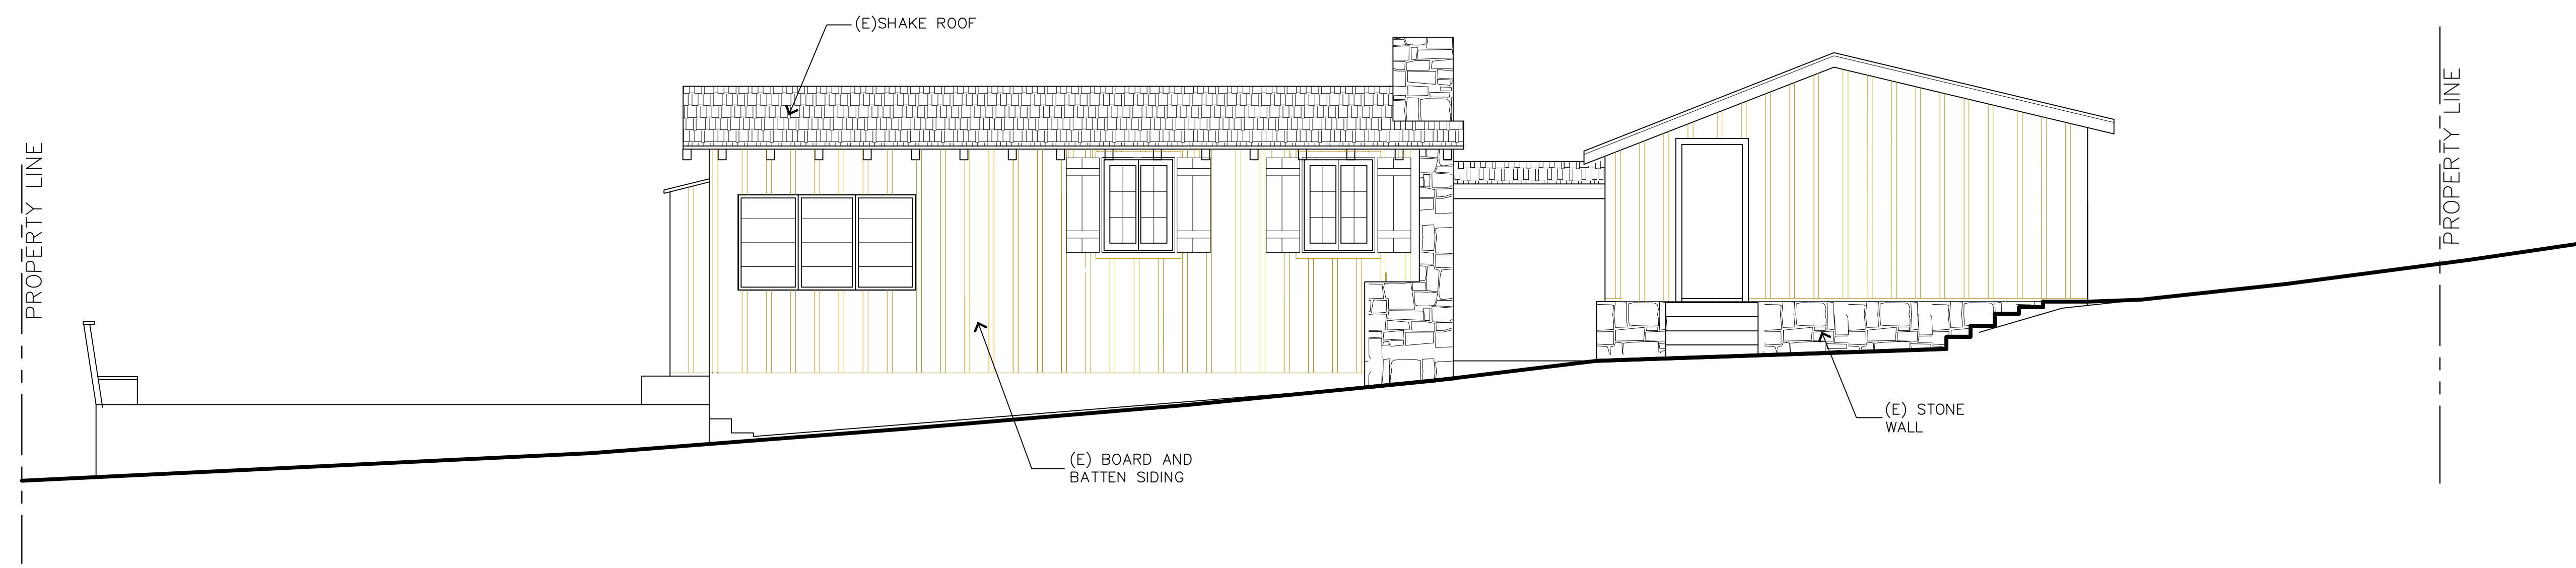 (E)SHAKE ROOF
PROPERTY LINE
PROPERTY LINE
(E) STONE
WALL
(E) BOARD AND
BATTEN SIDING